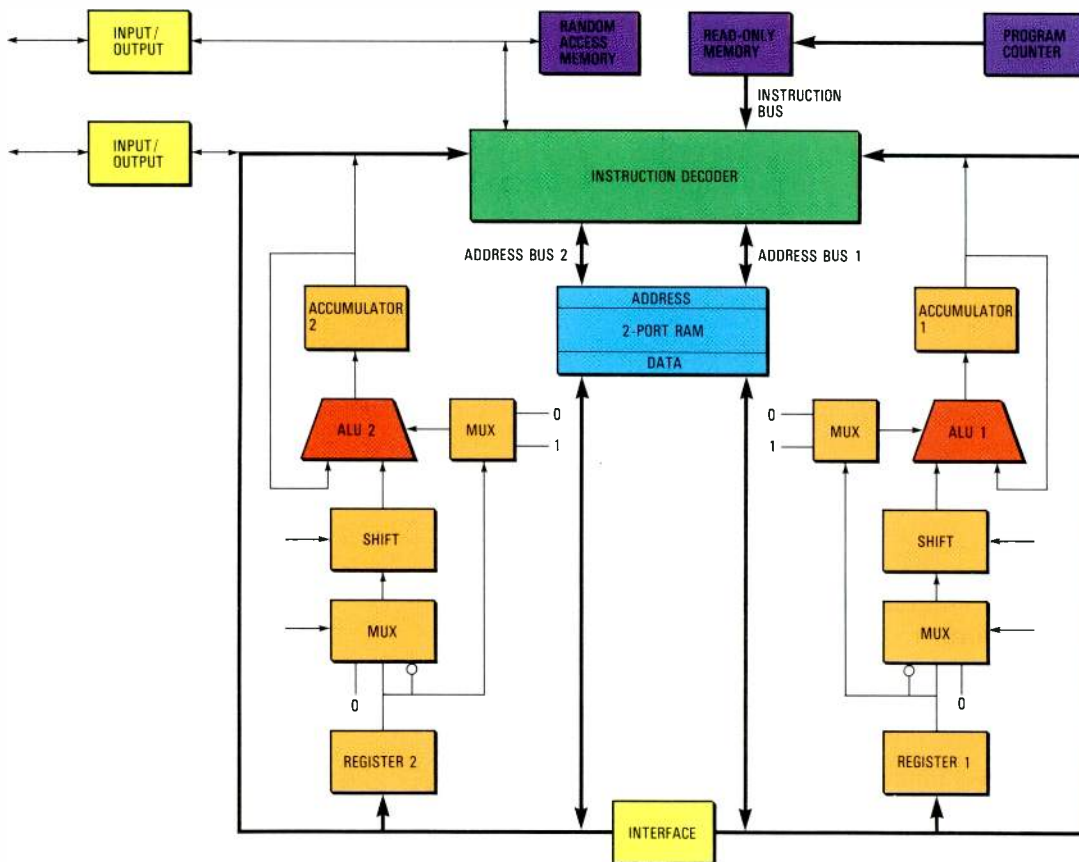 INPUT/
OUTPUT
RANDOM
ACCESS
MEMORY
READ-ONLY
MEMORY
PROGRAM
COUNTER
INSTRUCTION
BUS
INPUT/
OUTPUT
INSTRUCTION DECODER
ADDRESS BUS 2
ADDRESS BUS 1
ADDRESS
2-PORT RAM
DATA
ACCUMULATOR
2
ACCUMULATOR
1
ALU 2
MUX
0
1
0
1
MUX
ALU 1
SHIFT
SHIFT
MUX
MUX
0
0
REGISTER 2
REGISTER 1
INTERFACE